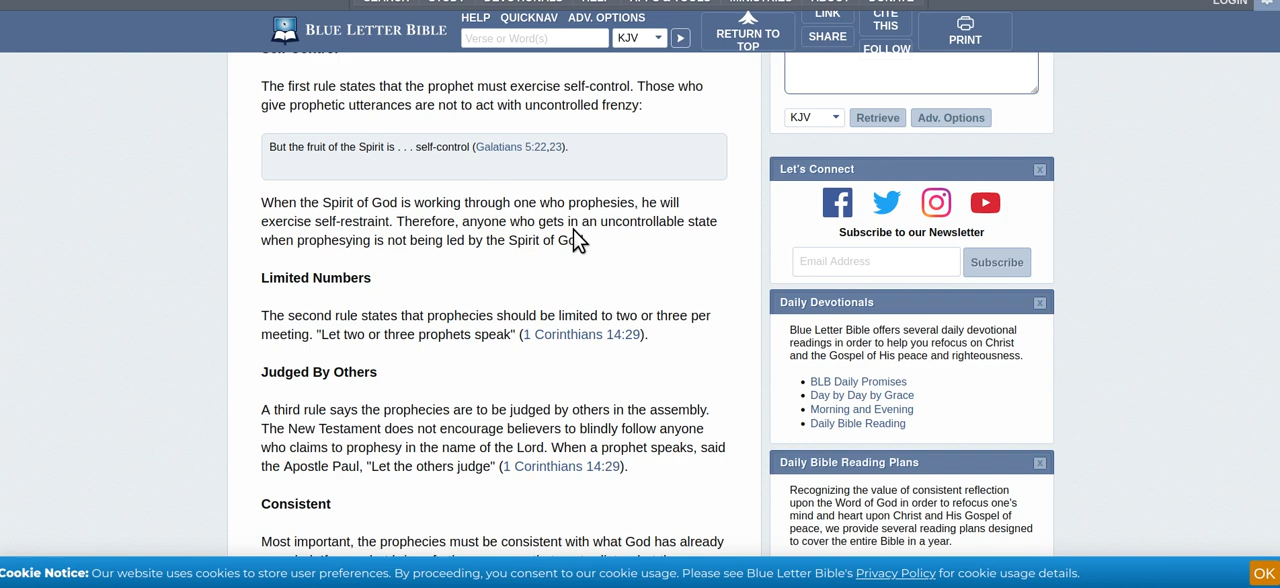 LOGIN
BLUE LETTER BIBLE
HELP QUICKNAV ADV. OPTIONS
Verse or Word(s)
KJV
RETURN TO
TOP
LINK
SHARE
CITE
THIS
FOLLOW
PRINT
The first rule states that the prophet must exercise self-control. Those who
give prophetic utterances are not to act with uncontrolled frenzy:
But the fruit of the Spirit is . . . self-control (Galatians 5:22,23).
When the Spirit of God is working through one who prophesies, he will
exercise self-restraint. Therefore, anyone who gets in an uncontrollable state
when prophesying is not being led by the Spirit of God.
Limited Numbers
The second rule states that prophecies should be limited to two or three per
meeting. "Let two or three prophets speak" (1 Corinthians 14:29).
Judged By Others
A third rule says the prophecies are to be judged by others in the assembly.
The New Testament does not encourage believers to blindly follow anyone
who claims to prophesy in the name of the Lord. When a prophet speaks, said
the Apostle Paul, "Let the others judge" (1 Corinthians 14:29).
Consistent
Most important, the prophecies must be consistent with what God has already
KJV
Retrieve
Adv. Options
Let's Connect
X
Subscribe to our Newsletter
Email Address
Subscribe
Daily Devotionals
X
Blue Letter Bible offers several daily devotional
readings in order to help you refocus on Christ
and the Gospel of His peace and righteousness.
BLB Daily Promises
Day by Day by Grace
Morning and Evening
Daily Bible Reading
Daily Bible Reading Plans
X
Recognizing the value of consistent reflection
upon the Word of God in order to refocus one's
mind and heart upon Christ and His Gospel of
peace, we provide several reading plans designed
to cover the entire Bible in a year.
Cookie Notice: Our website uses cookies to store user preferences. By proceeding, you consent to our cookie usage. Please see Blue Letter Bible's Privacy Policy for cookie usage details.
OK